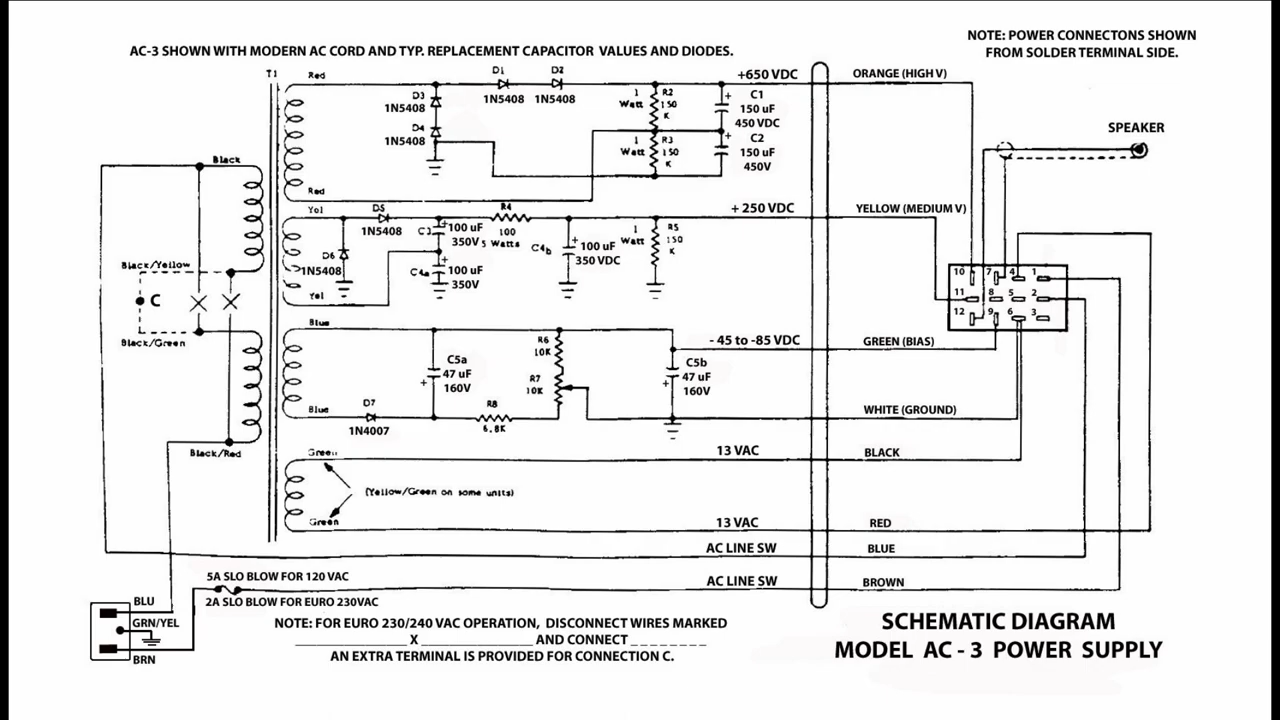 AC-3 SHOWN WITH MODERN AC CORD AND TYP. REPLACEMENT CAPACITOR VALUES AND DIODES.
NOTE: POWER CONNECTONS SHOWN
FROM SOLDER TERMINAL SIDE.
T1
Red
D1
D2
1N5408
1N5408
D3
1N5408
D4
1N5408
1
Watt
R2
150
K
1
Watt
R3
150
K
+650 VDC
+
C1
150 uF
450 VDC
+
C2
150 uF
450V
ORANGE (HIGH V)
SPEAKER
Black
Red
Yel
D5
1N5408
D6
1N5408
C3
+
100 uF
350V
R4
100
5 Watts
C4a
+
100 uF
350V
C4b
+
100 uF
350 VDC
1
Watt
R5
150
K
+ 250 VDC
YELLOW (MEDIUM V)
Yel
Black/Yellow
C
Black/Green
10
7
4
1
11
8
5
2
12
9
6
3
Blue
C5a
47 uF
160V
+
R6
10K
R7
10K
- 45 to -85 VDC
GREEN (BIAS)
C5b
47 uF
160V
+
Blue
D7
1N4007
R8
6.8K
WHITE (GROUND)
Black/Red
Green
13 VAC
BLACK
(Yellow/Green on some units)
Green
13 VAC
RED
AC LINE SW
BLUE
5A SLO BLOW FOR 120 VAC
AC LINE SW
BROWN
2A SLO BLOW FOR EURO 230VAC
BLU
GRN/YEL
BRN
NOTE: FOR EURO 230/240 VAC OPERATION, DISCONNECT WIRES MARKED
X AND CONNECT
AN EXTRA TERMINAL IS PROVIDED FOR CONNECTION C.
SCHEMATIC DIAGRAM
MODEL AC - 3 POWER SUPPLY